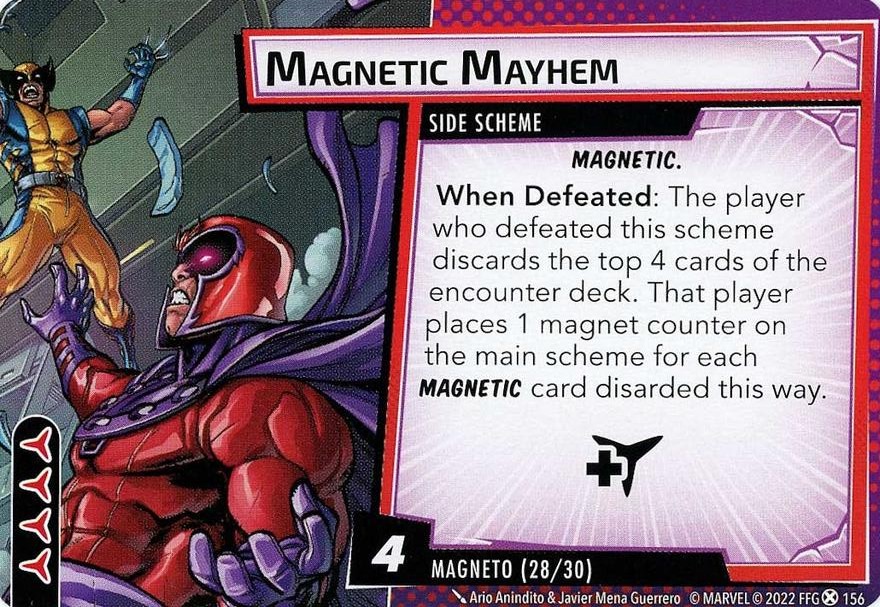 MAGNETIC MAYHEM
SIDE SCHEME
MAGNETIC.
When Defeated: The player
who defeated this scheme
discards the top 4 cards of the
encounter deck. That player
places 1 magnet counter on
the main scheme for each
MAGNETIC card disarded this way.
4
MAGNETO (28/30)
Ario Anindito & Javier Mena Guerrero © MARVEL © 2022 FFG 156